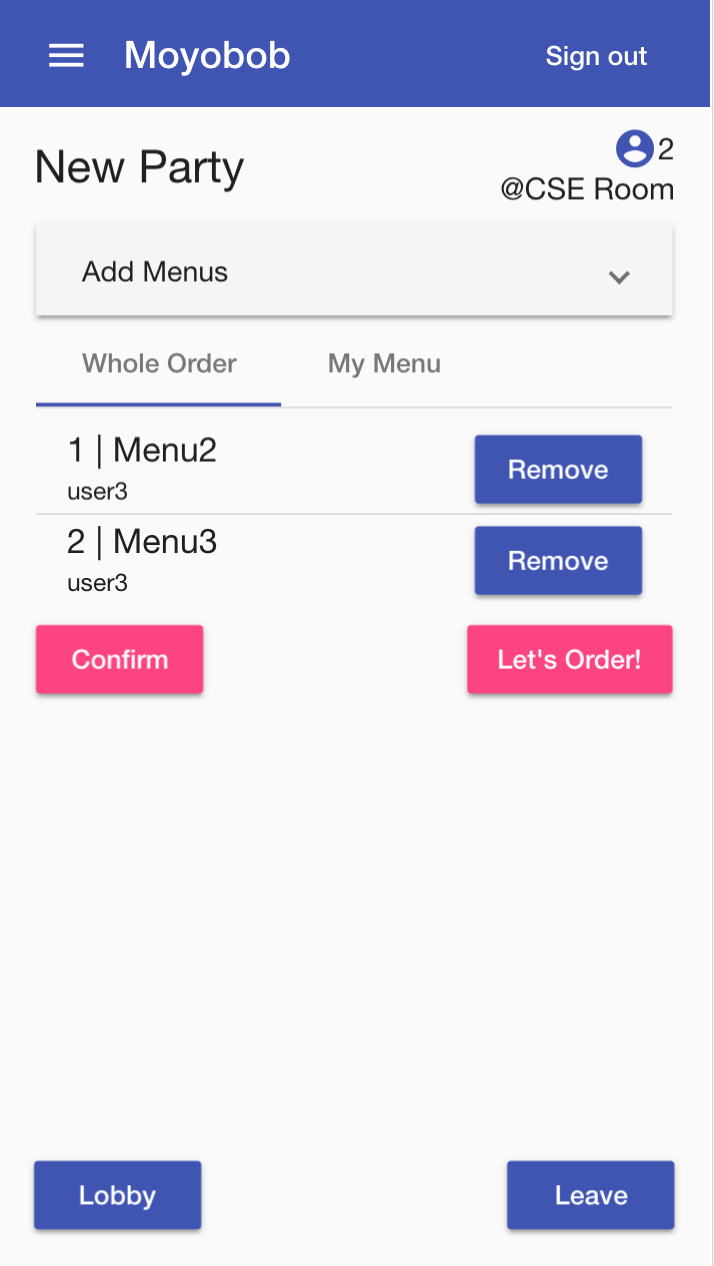 Moyobob
Sign out
New Party
2
@CSE Room
Add Menus
Whole Order
My Menu
1 | Menu2
user3
Remove
2 | Menu3
user3
Remove
Confirm
Let's Order!
Lobby
Leave